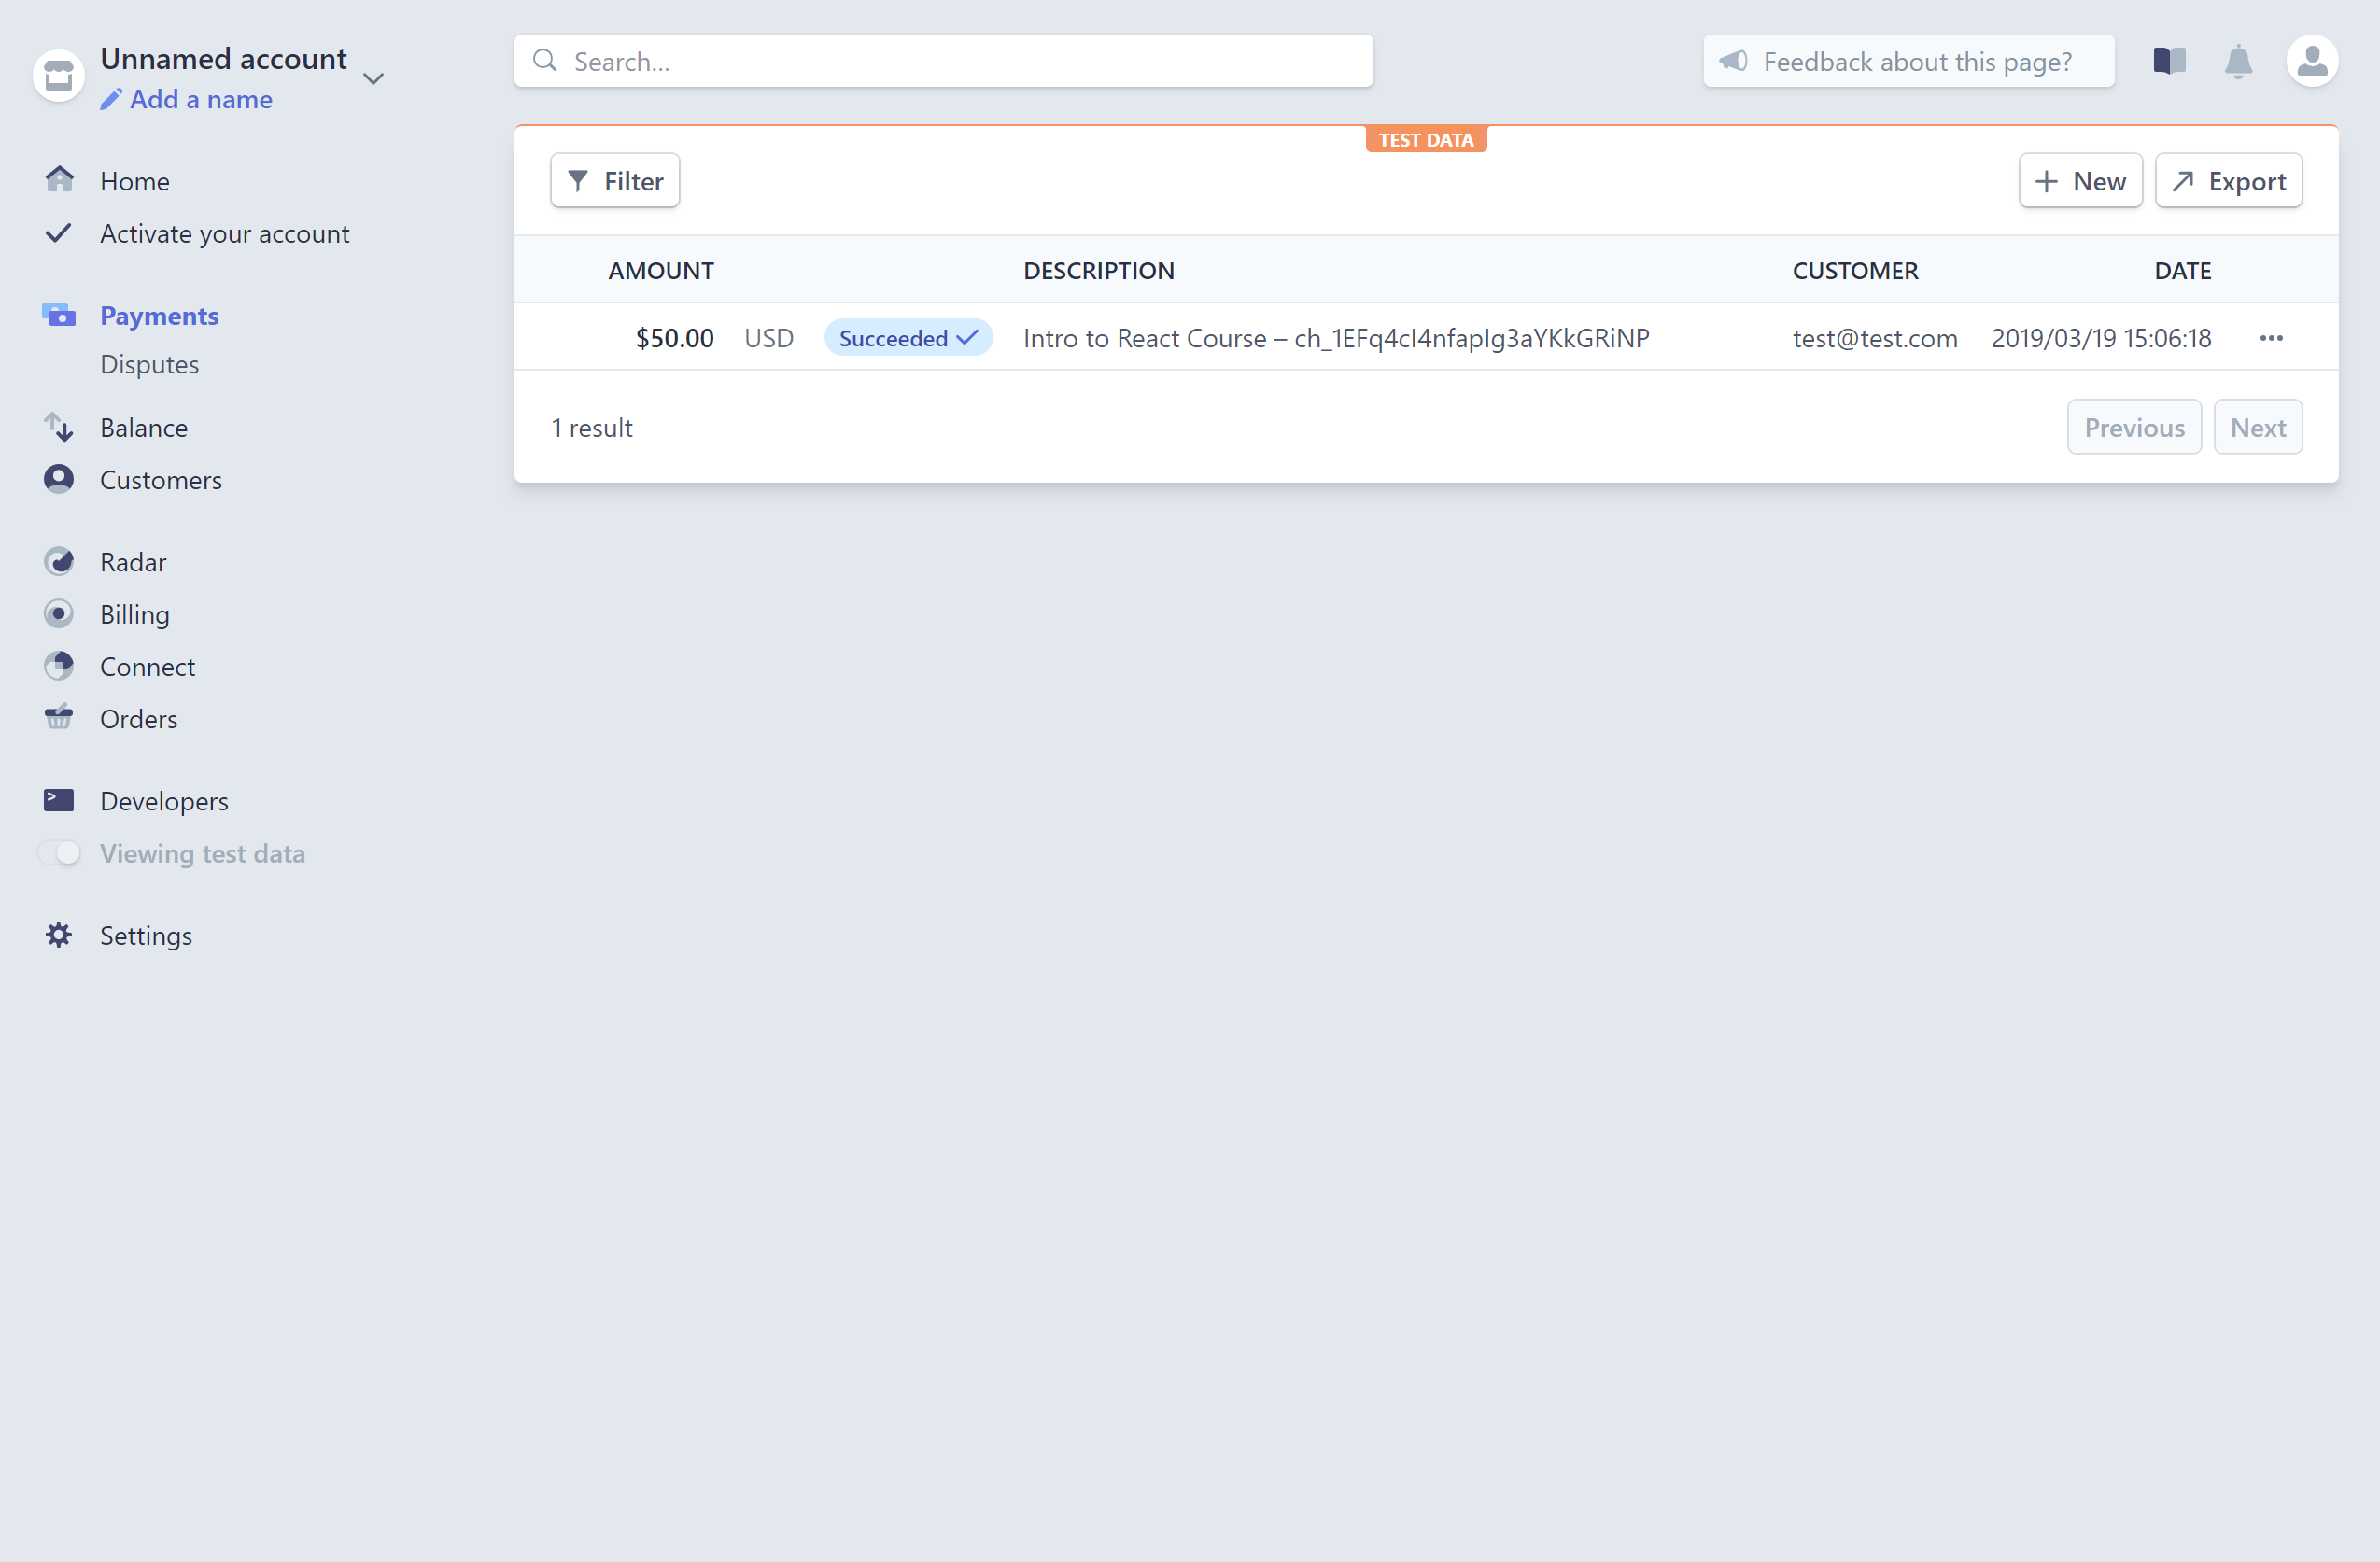 Unnamed account
Add a name
Home
Activate your account
Payments
Disputes
Balance
Customers
Radar
Billing
Connect
Orders
Developers
Viewing test data
Settings
Search...
Feedback about this page?
TEST DATA
Filter
New
Export
AMOUNT DESCRIPTION CUSTOMER DATE
$50.00 USD Succeeded Intro to React Course – ch_1EFq4cI4nfapIg3aYKkGRiNP test@test.com 2019/03/19 15:06:18
1 result
Previous
Next